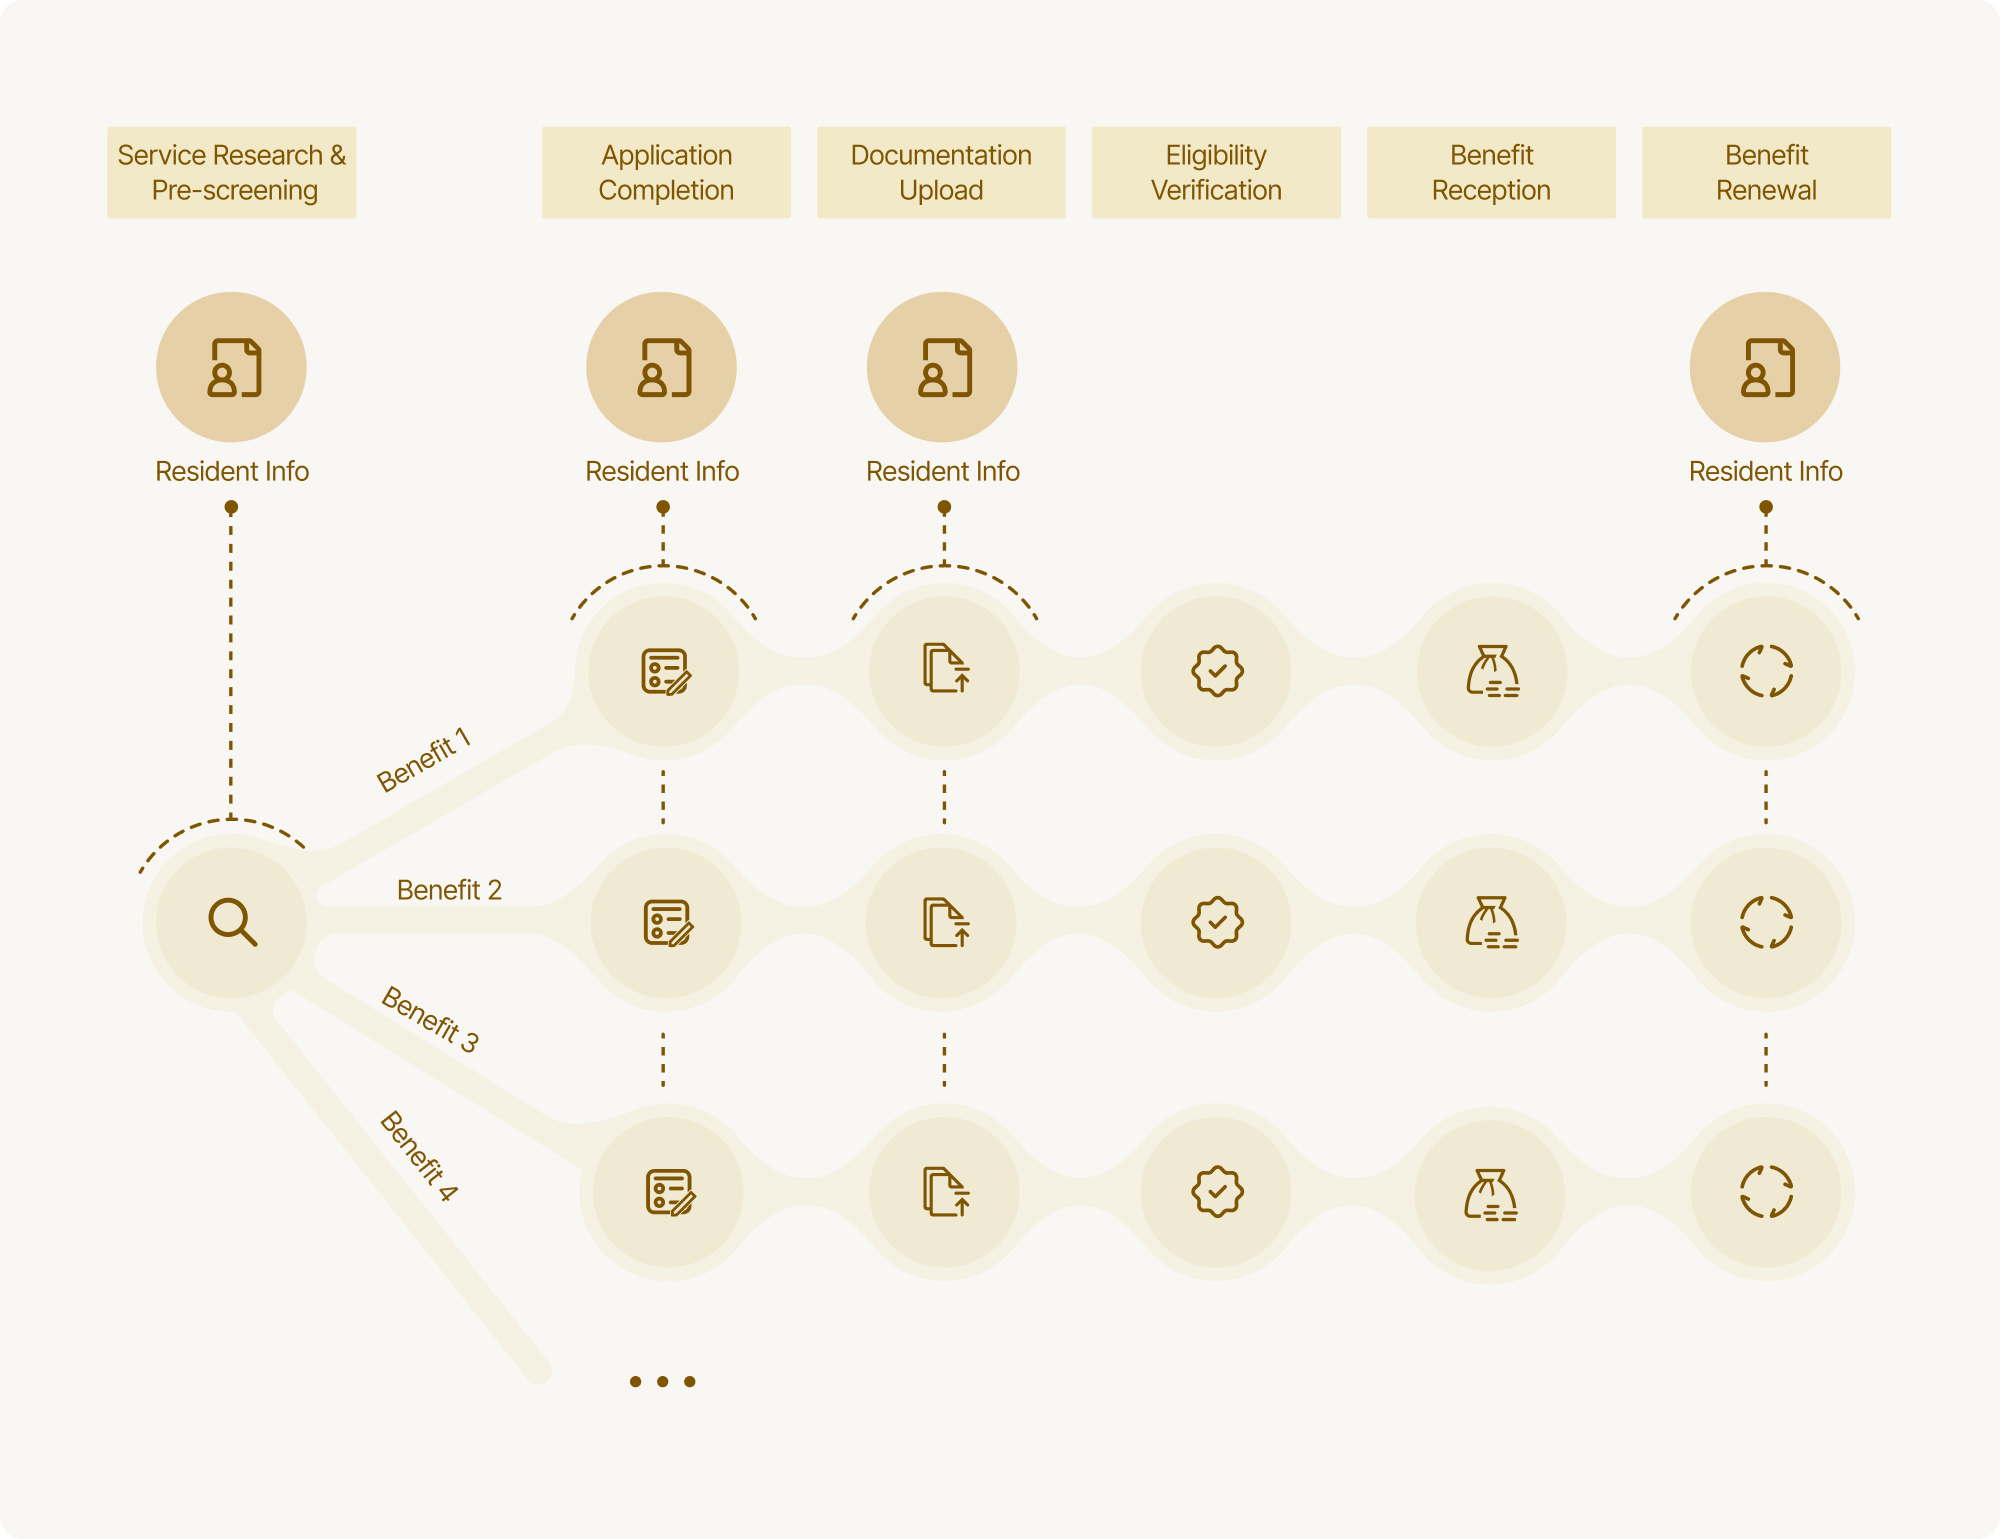 Service Research &
Pre-screening
Application
Completion
Documentation
Upload
Eligibility
Verification
Benefit
Reception
Benefit
Renewal
Resident Info
Resident Info
Resident Info
Resident Info
Benefit 1
Benefit 2
Benefit 3
Benefit 4